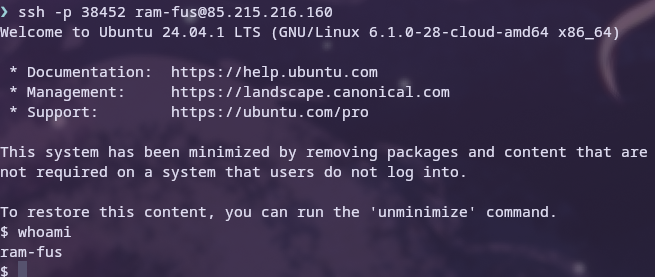 ❯ ssh -p 38452 ram-fus@85.215.216.160
Welcome to Ubuntu 24.04.1 LTS (GNU/Linux 6.1.0-28-cloud-amd64 x86_64)
* Documentation:  https://help.ubuntu.com
* Management:     https://landscape.canonical.com
* Support:        https://ubuntu.com/pro
This system has been minimized by removing packages and content that are
not required on a system that users do not log into.
To restore this content, you can run the 'unminimize' command.
$ whoami
ram-fus
$